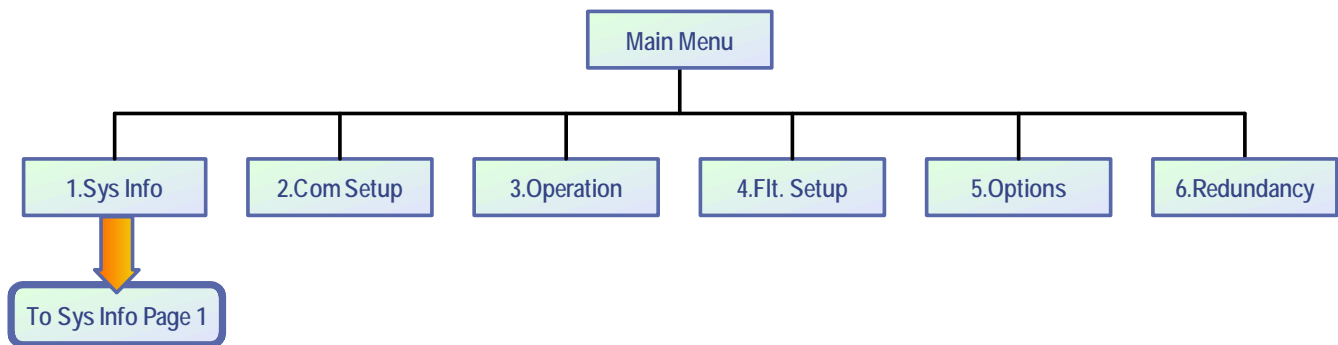 Main Menu
1.Sys Info
2.Com Setup
3.Operation
4.Flt. Setup
5.Options
6.Redundancy
To Sys Info Page 1